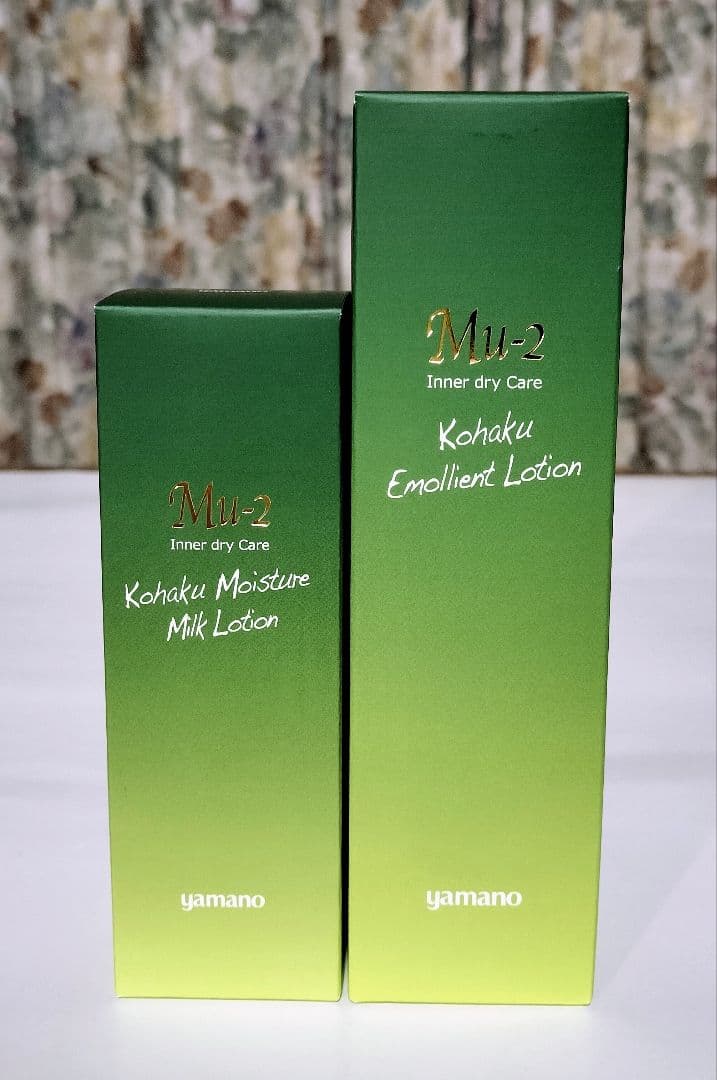 Mu-2
Inner dry Care
Kohaku Moisture
Milk Lotion
yamano
Mu-2
Inner dry Care
Kohaku
Emollient Lotion
yamano